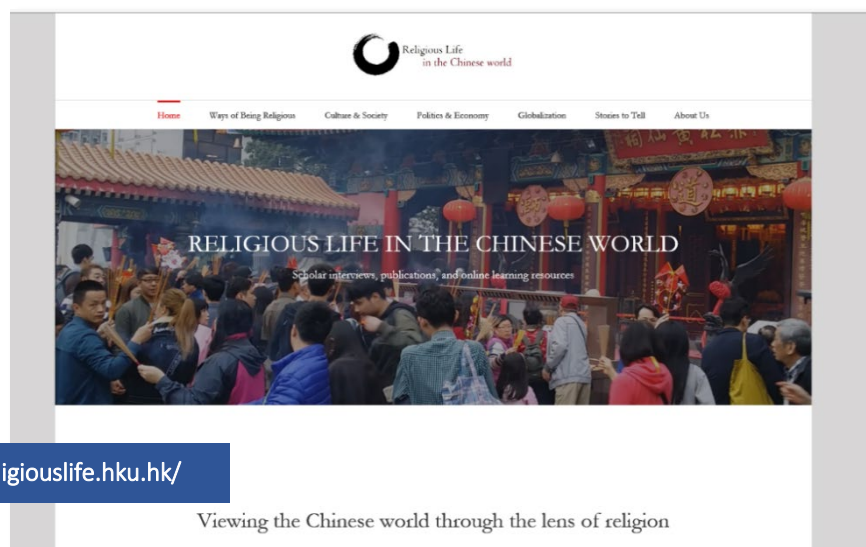 Religious Life
in the Chinese world
Home Ways of Being Religious Culture & Society Politics & Economy Globalization Stories to Tell About Us
RELIGIOUS LIFE IN THE CHINESE WORLD
Scholar interviews, publications, and online learning resources
道
igiouslife.hku.hk/
Viewing the Chinese world through the lens of religion